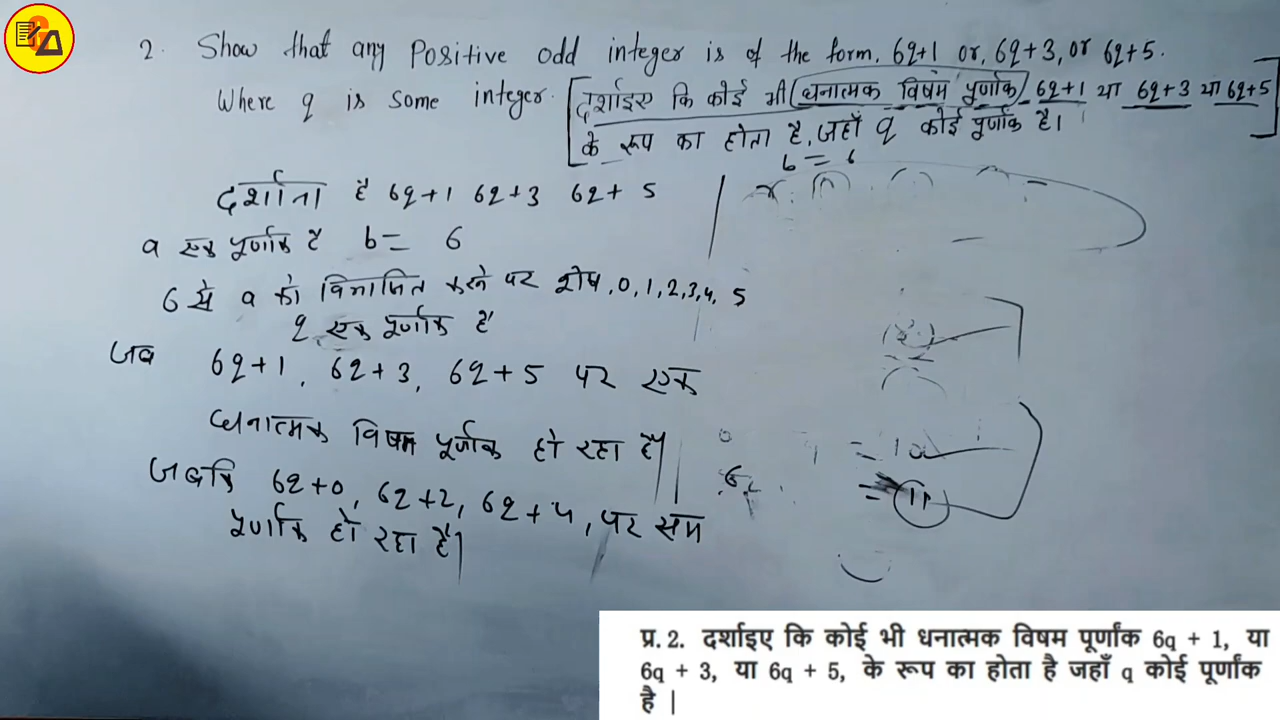 2. Show that any Positive odd integer is of the form, 6q+1 or, 6q+3, or 6q+5.
Where q is some integer. [दर्शाइए कि कोई भी (धनात्मक विषम पूर्णांक) 6q+1 या 6q+3 या 6q+5
के रूप का होता है, जहाँ q कोई पूर्णांक है।]
b = 6
दर्शाना है 6q+1 6q+3 6q+5
a एक पूर्णांक है b= 6
6 से a को विभाजित करने पर शेष, 0, 1, 2, 3, 4, 5
q एक पूर्णांक है
जब 6q+1, 6q+3, 6q+5 पर एक
धनात्मक विषम पूर्णांक हो रहा है।
जबकि 6q+0, 6q+2, 6q+4, पर सम
पूर्णांक हो रहा है।
= 11
प्र. 2. दर्शाइए कि कोई भी धनात्मक विषम पूर्णांक 6q + 1, या
6q + 3, या 6q + 5, के रूप का होता है जहाँ q कोई पूर्णांक
है |